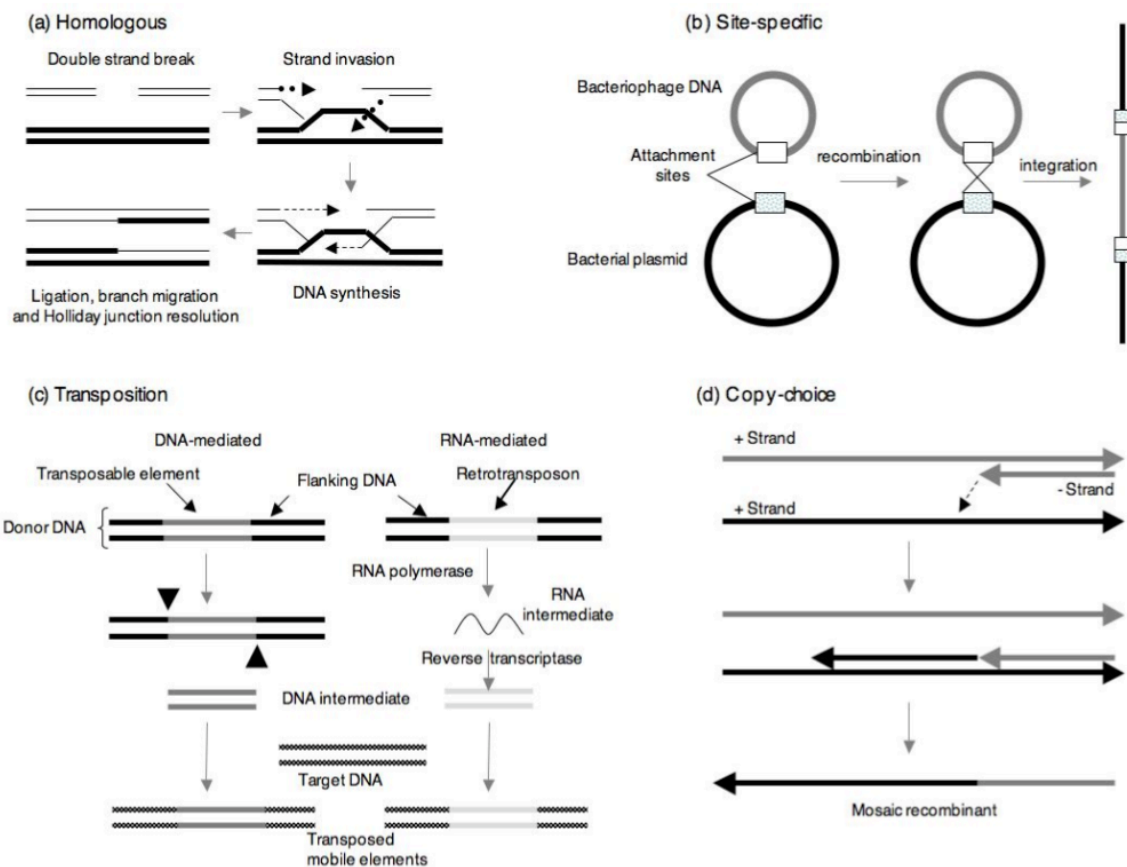 (a) Homologous
Double strand break
Strand invasion
Ligation, branch migration
and Holliday junction resolution
DNA synthesis
(b) Site-specific
Bacteriophage DNA
Attachment
sites
recombination
integration
Bacterial plasmid
(c) Transposition
DNA-mediated
RNA-mediated
Transposable element
Flanking DNA
Retrotransposon
Donor DNA
RNA polymerase
RNA
intermediate
Reverse transcriptase
DNA intermediate
Target DNA
Transposed
mobile elements
(d) Copy-choice
+ Strand
- Strand
+ Strand
Mosaic recombinant